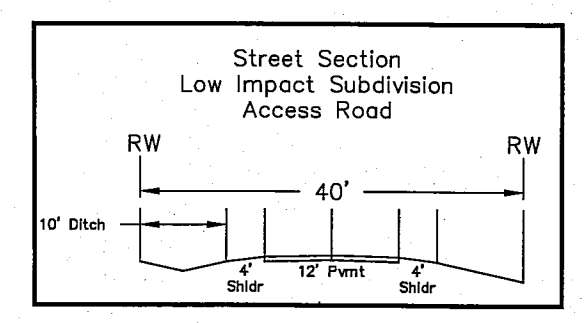 Street Section
Low Impact Subdivision
Access Road
RW
RW
40'
10' Ditch
4'
Shldr
12' Pvmt
4'
Shldr